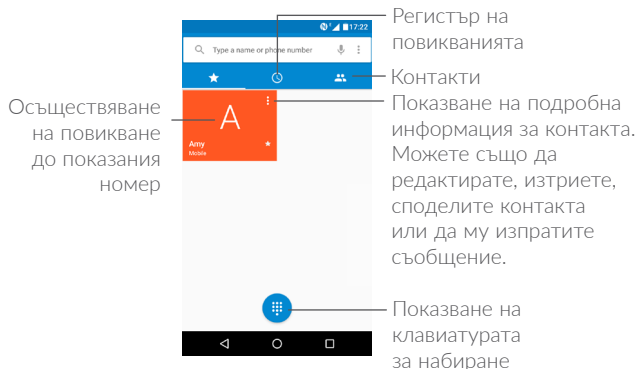 Регистър на
повикванията
Контакти
Показване на подробна
информация за контакта.
Можете също да
редактирате, изтриете,
споделите контакта
или да му изпратите
съобщение.
Показване на
клавиатурата
за набиране
Осъществяване
на повикване
до показания
номер
17:22
Type a name or phone number
A
Amy
Mobile